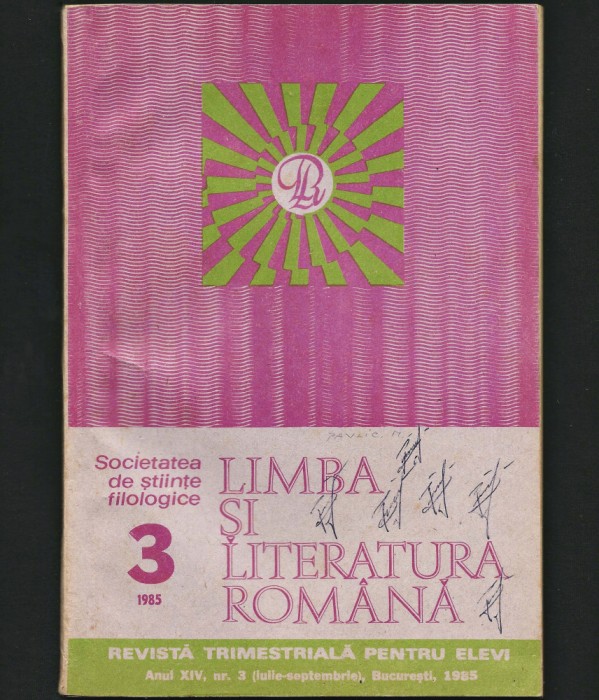 PAVLIC M.
Societatea
de științe
filologice
3
1985
LIMBA
ȘI
LITERATURA
ROMÂNĂ
REVISTĂ TRIMESTRIALĂ PENTRU ELEVI
Anul XIV, nr. 3 (iulie-septembrie), București, 1985